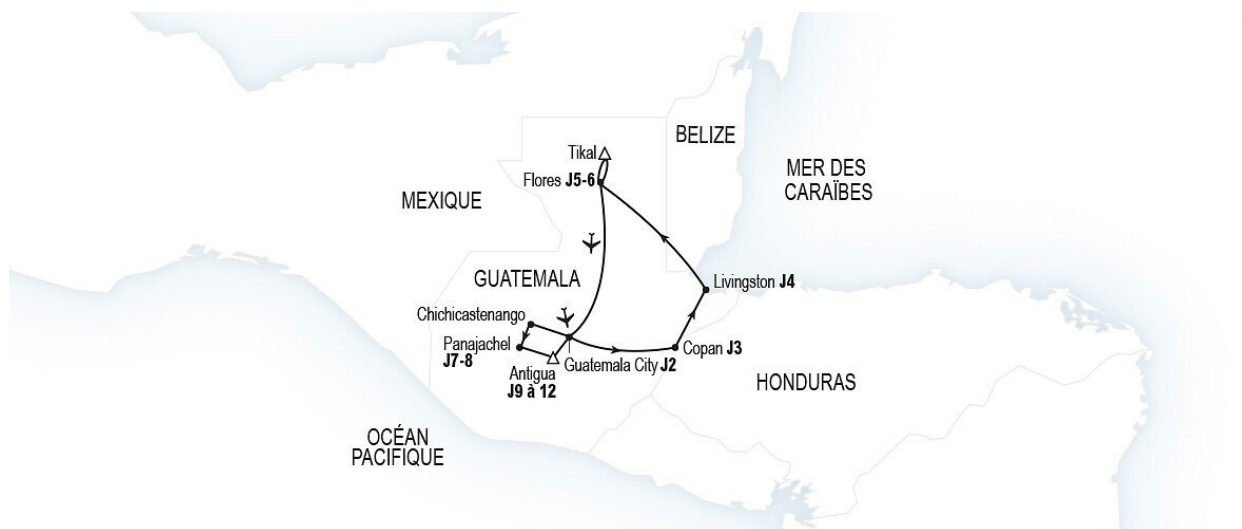 BELIZE
Tikal
Flores J5-6
MER DES
CARAÏBES
MEXIQUE
GUATEMALA
Livingston J4
Chichicastenango
Panajachel
J7-8
Antigua
J9 à 12
Guatemala City J2
Copan J3
HONDURAS
OCÉAN
PACIFIQUE